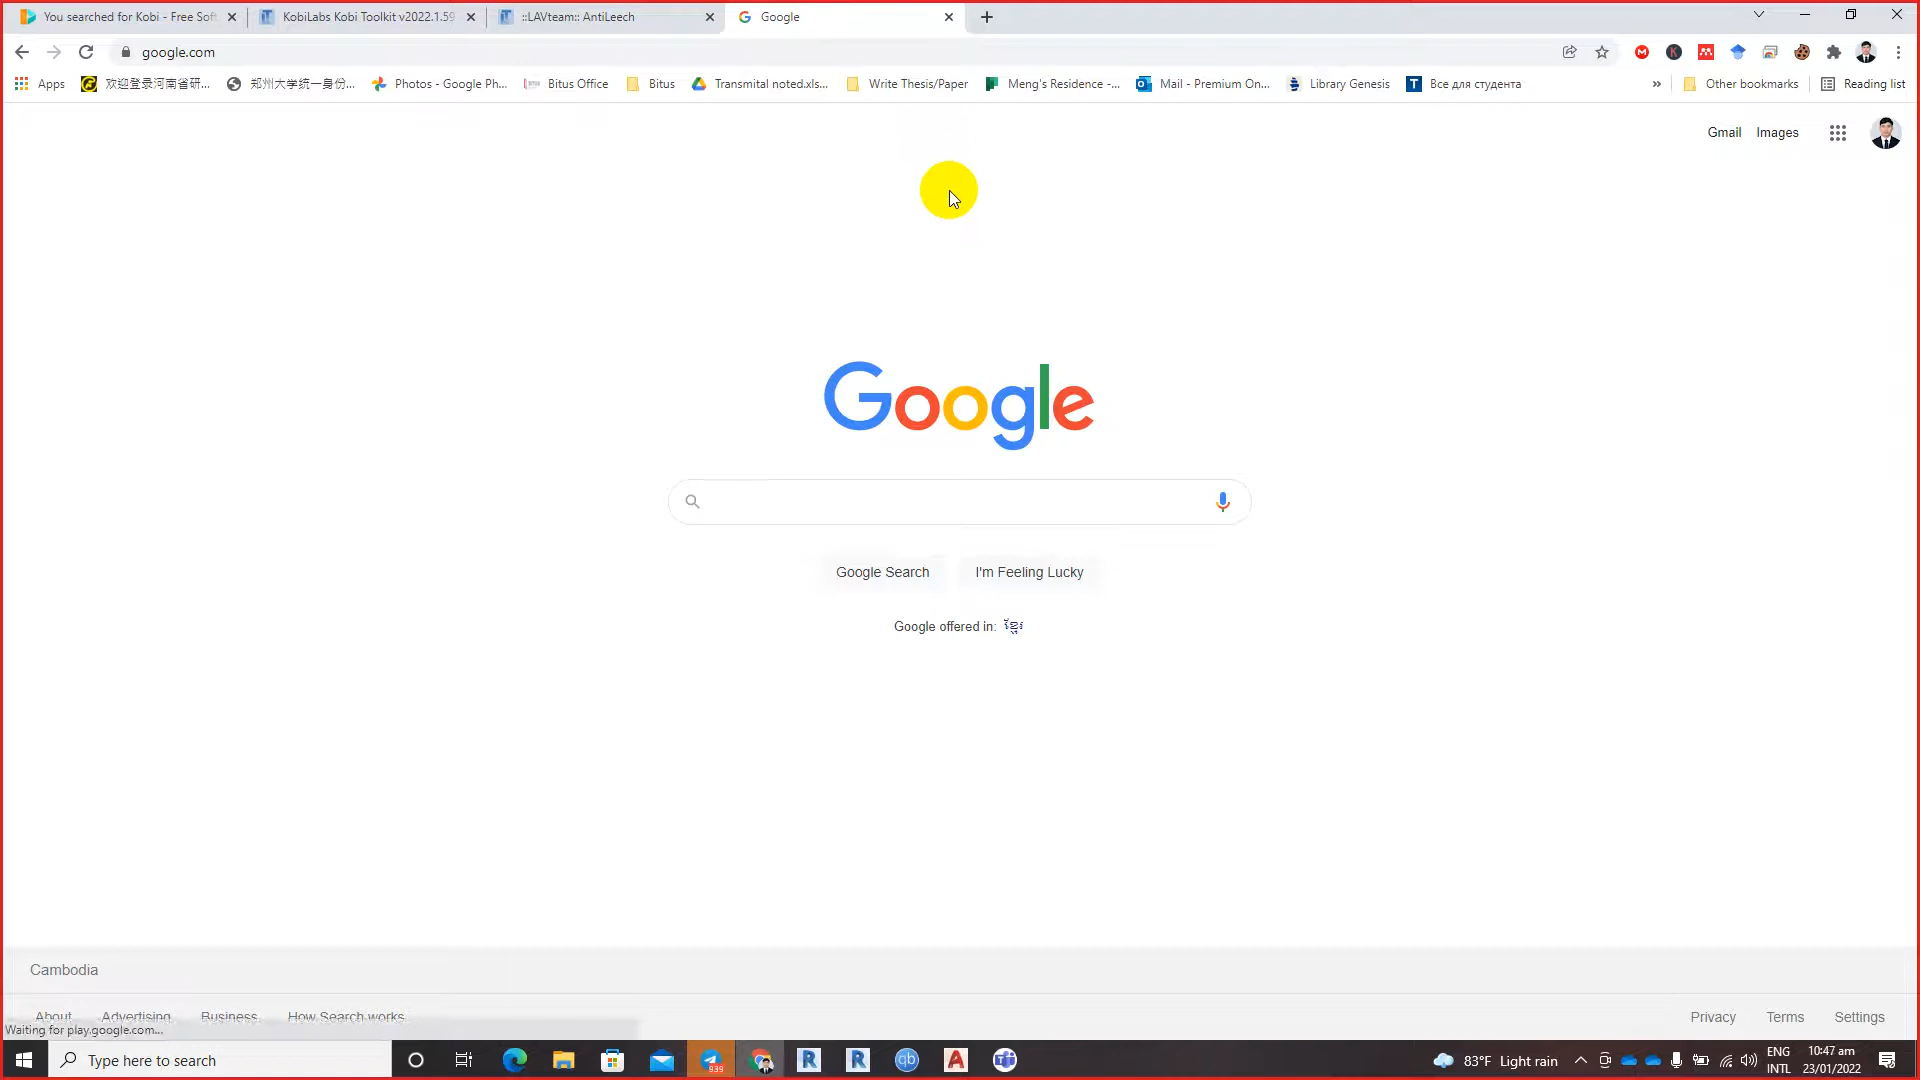 You searched for Kobi - Free Soft
KobiLabs Kobi Toolkit v2022.1.59
::LAVteam:: AntiLeech
Google
google.com
Apps
欢迎登录河南省研...
郑州大学统一身份...
Photos - Google Ph...
Bitus Office
Bitus
Transmital noted.xls...
Write Thesis/Paper
Meng's Residence -...
Mail - Premium On...
Library Genesis
T
Все для студента
»
Other bookmarks
Reading list
Gmail
Images
Google
Google Search
I'm Feeling Lucky
Google offered in: ខ្មែរ
Cambodia
About
Advertising
Business
How Search works
Privacy
Terms
Settings
Waiting for play.google.com...
Type here to search
939
R
R
qb
A
83°F Light rain
ENG
INTL
10:47 am
23/01/2022